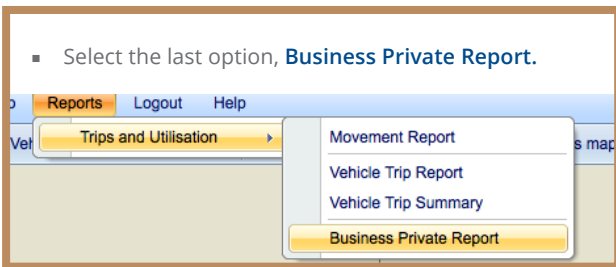 ▪ Select the last option, Business Private Report.
Reports Logout Help
Trips and Utilisation
Movement Report
s map
Vehicle Trip Report
Vehicle Trip Summary
Business Private Report